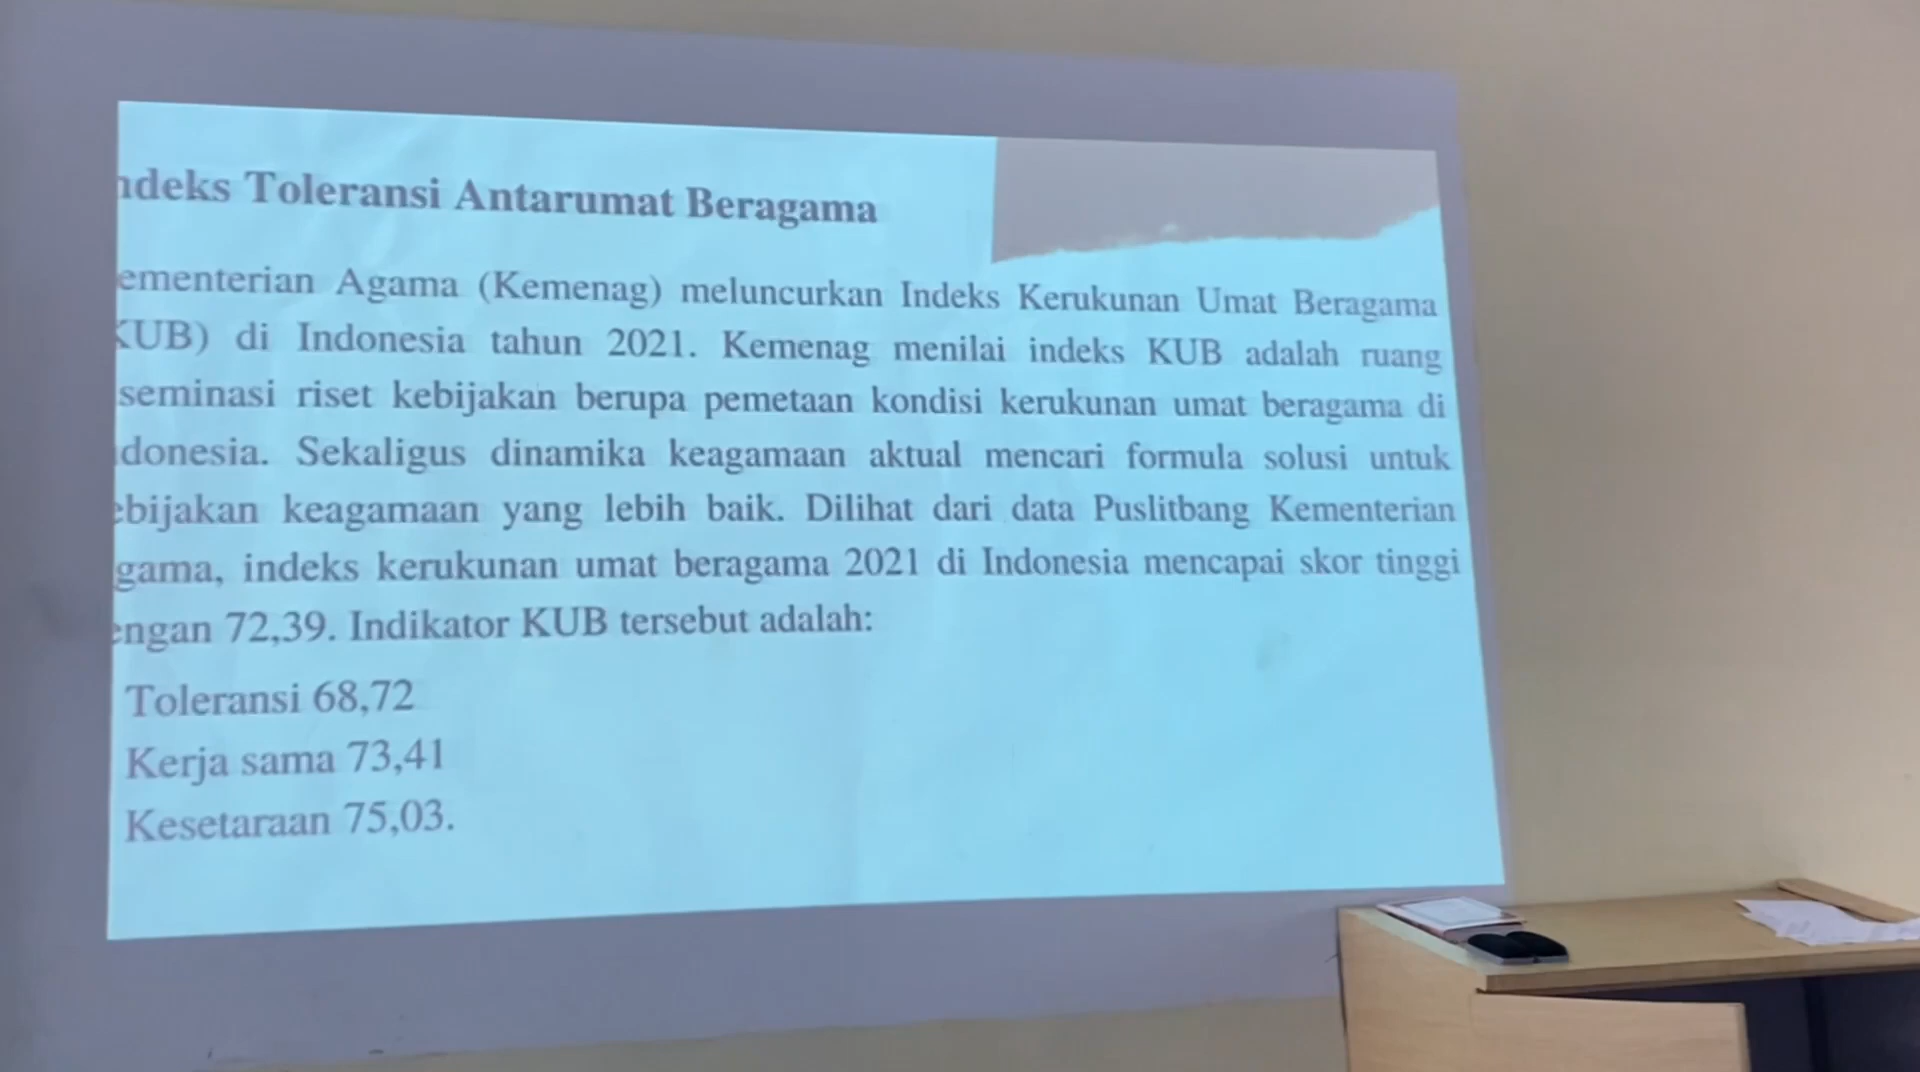 ndeks Toleransi Antarumat Beragama
ementerian Agama (Kemenag) meluncurkan Indeks Kerukunan Umat Beragama
KUB) di Indonesia tahun 2021. Kemenag menilai indeks KUB adalah ruang
seminasi riset kebijakan berupa pemetaan kondisi kerukunan umat beragama di
donesia. Sekaligus dinamika keagamaan aktual mencari formula solusi untuk
ebijakan keagamaan yang lebih baik. Dilihat dari data Puslitbang Kementerian
gama, indeks kerukunan umat beragama 2021 di Indonesia mencapai skor tinggi
engan 72,39. Indikator KUB tersebut adalah:
Toleransi 68,72
Kerja sama 73,41
Kesetaraan 75,03.